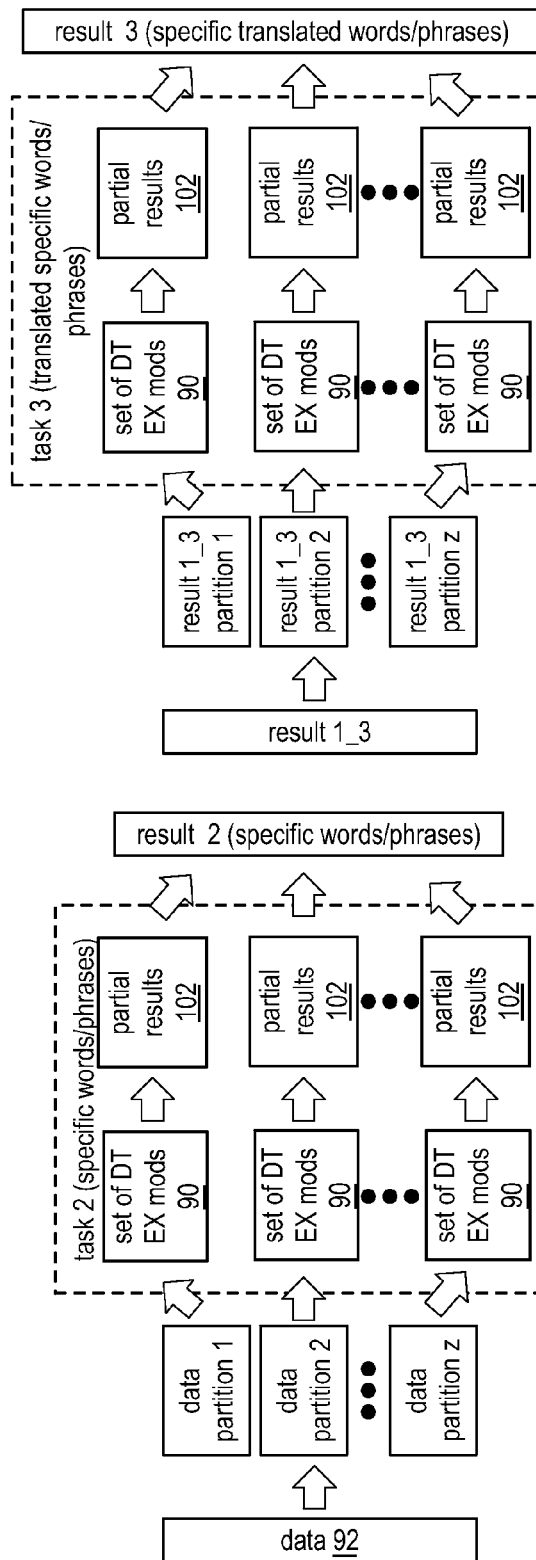 data 92
data
partition 1
data
partition 2
data
partition z
task 2 (specific words/phrases)
set of DT
EX mods
90
set of DT
EX mods
90
set of DT
EX mods
90
partial
results
102
partial
results
102
partial
results
102
result 2 (specific words/phrases)
result 1_3
result 1_3
partition 1
result 1_3
partition 2
result 1_3
partition z
task 3 (translated specific words/
phrases)
set of DT
EX mods
90
set of DT
EX mods
90
set of DT
EX mods
90
partial
results
102
partial
results
102
partial
results
102
result 3 (specific translated words/phrases)